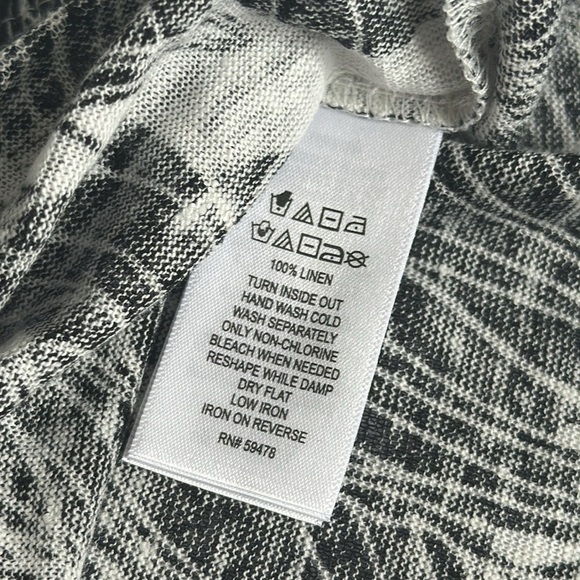 100% LINEN
TURN INSIDE OUT
HAND WASH COLD
WASH SEPARATELY
ONLY NON-CHLORINE
BLEACH WHEN NEEDED
RESHAPE WHILE DAMP
DRY FLAT
LOW IRON
IRON ON REVERSE
RN# 59478